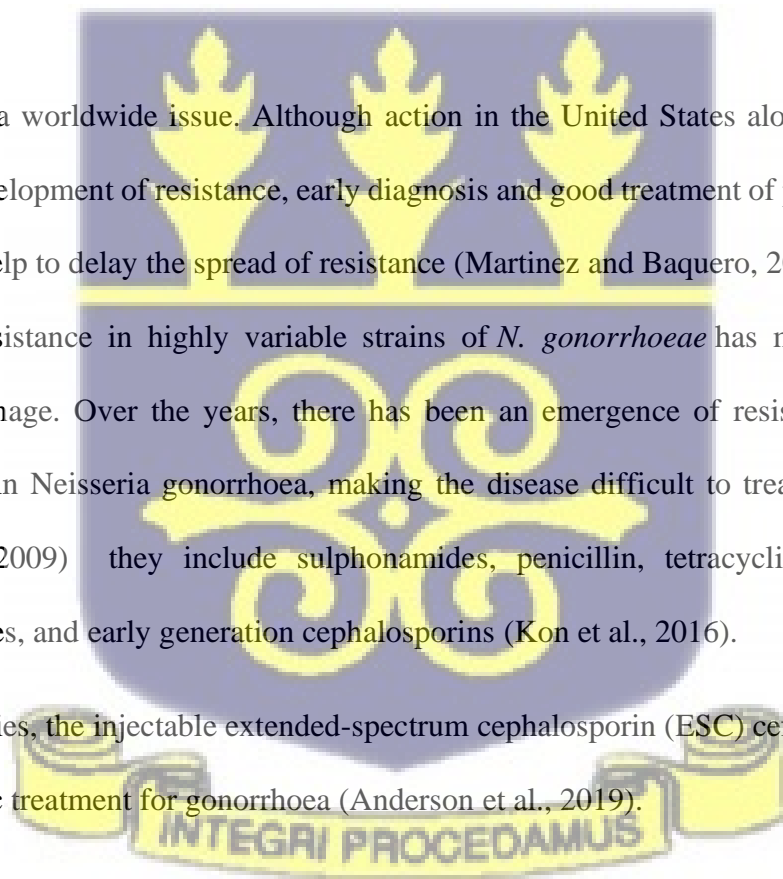 a worldwide issue. Although action in the United States alo
elopment of resistance, early diagnosis and good treatment of
elp to delay the spread of resistance (Martinez and Baquero, 2
sistance in highly variable strains of N. gonorrhoeae has
nage. Over the years, there has been an emergence of resis
in Neisseria gonorrhoea, making the disease difficult to trea
2009) they include sulphonamides, penicillin, tetracycli
es, and early generation cephalosporins (Kon et al., 2016).
ies, the injectable extended-spectrum cephalosporin (ESC) ce
c treatment for gonorrhoea (Anderson et al., 2019).
INTEGRI PROCEDAMUS